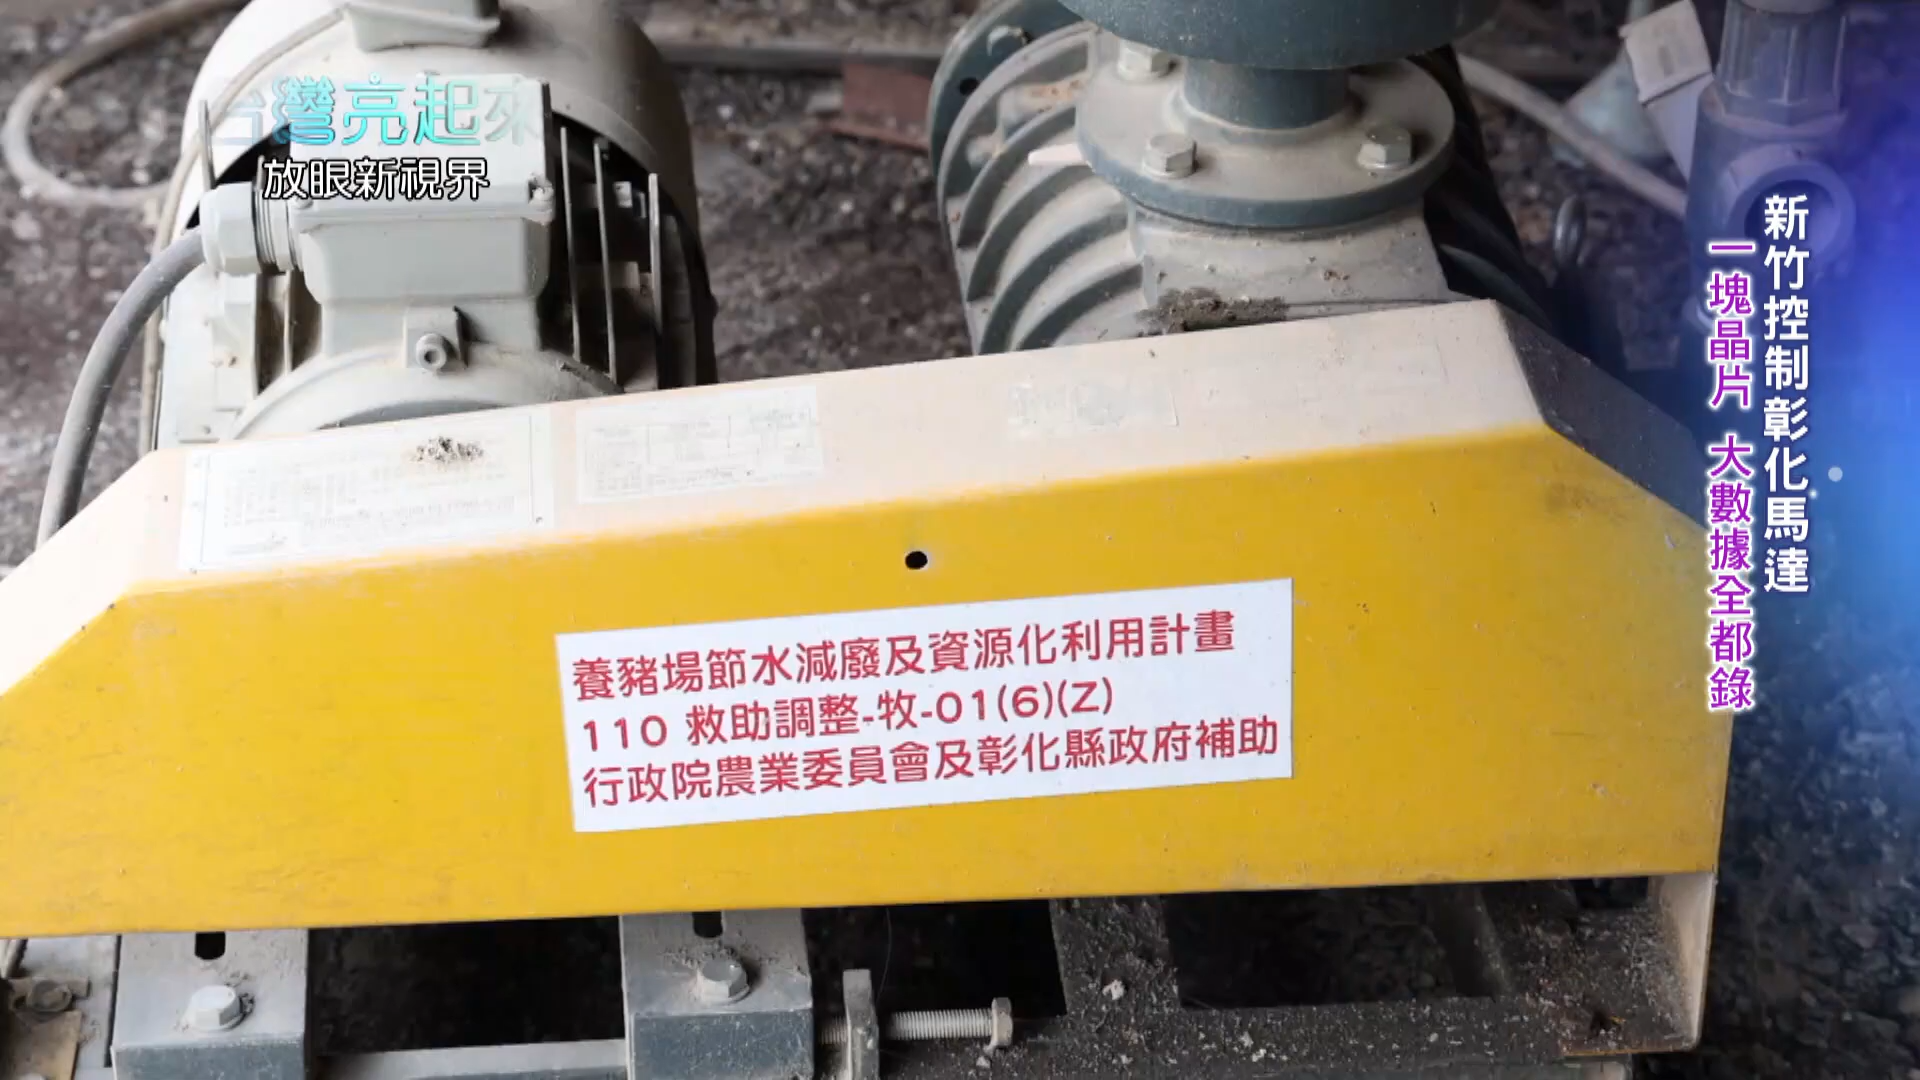 台灣亮起來
放眼新視界
新竹控制彰化馬達
一塊晶片 大數據全都錄
養豬場節水減廢及資源化利用計畫
110 救助調整-牧-01(6)(Z)
行政院農業委員會及彰化縣政府補助